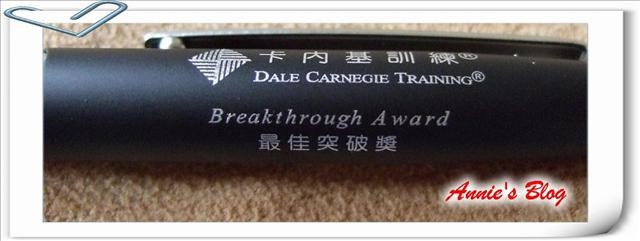 卡內基訓練®
DALE CARNEGIE TRAINING®
Breakthrough Award
最佳突破獎
Annie's Blog